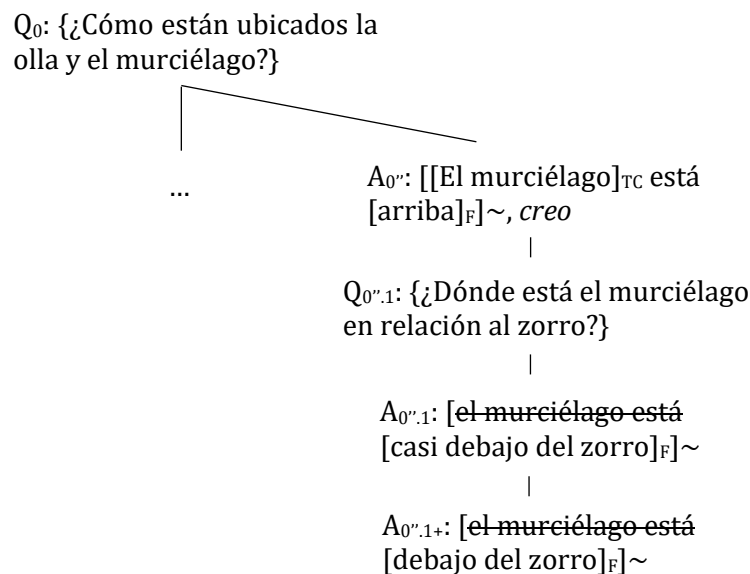 Q₀: {¿Cómo están ubicados la
olla y el murciélago?}
...
A₀'': [[El murciélago]TC está
[arriba]F]~, creo
Q₀''.₁: {¿Dónde está el murciélago
en relación al zorro?}
A₀''.₁: [el murciélago está
[casi debajo del zorro]F]~
A₀''.₁₊: [el murciélago está
[debajo del zorro]F]~